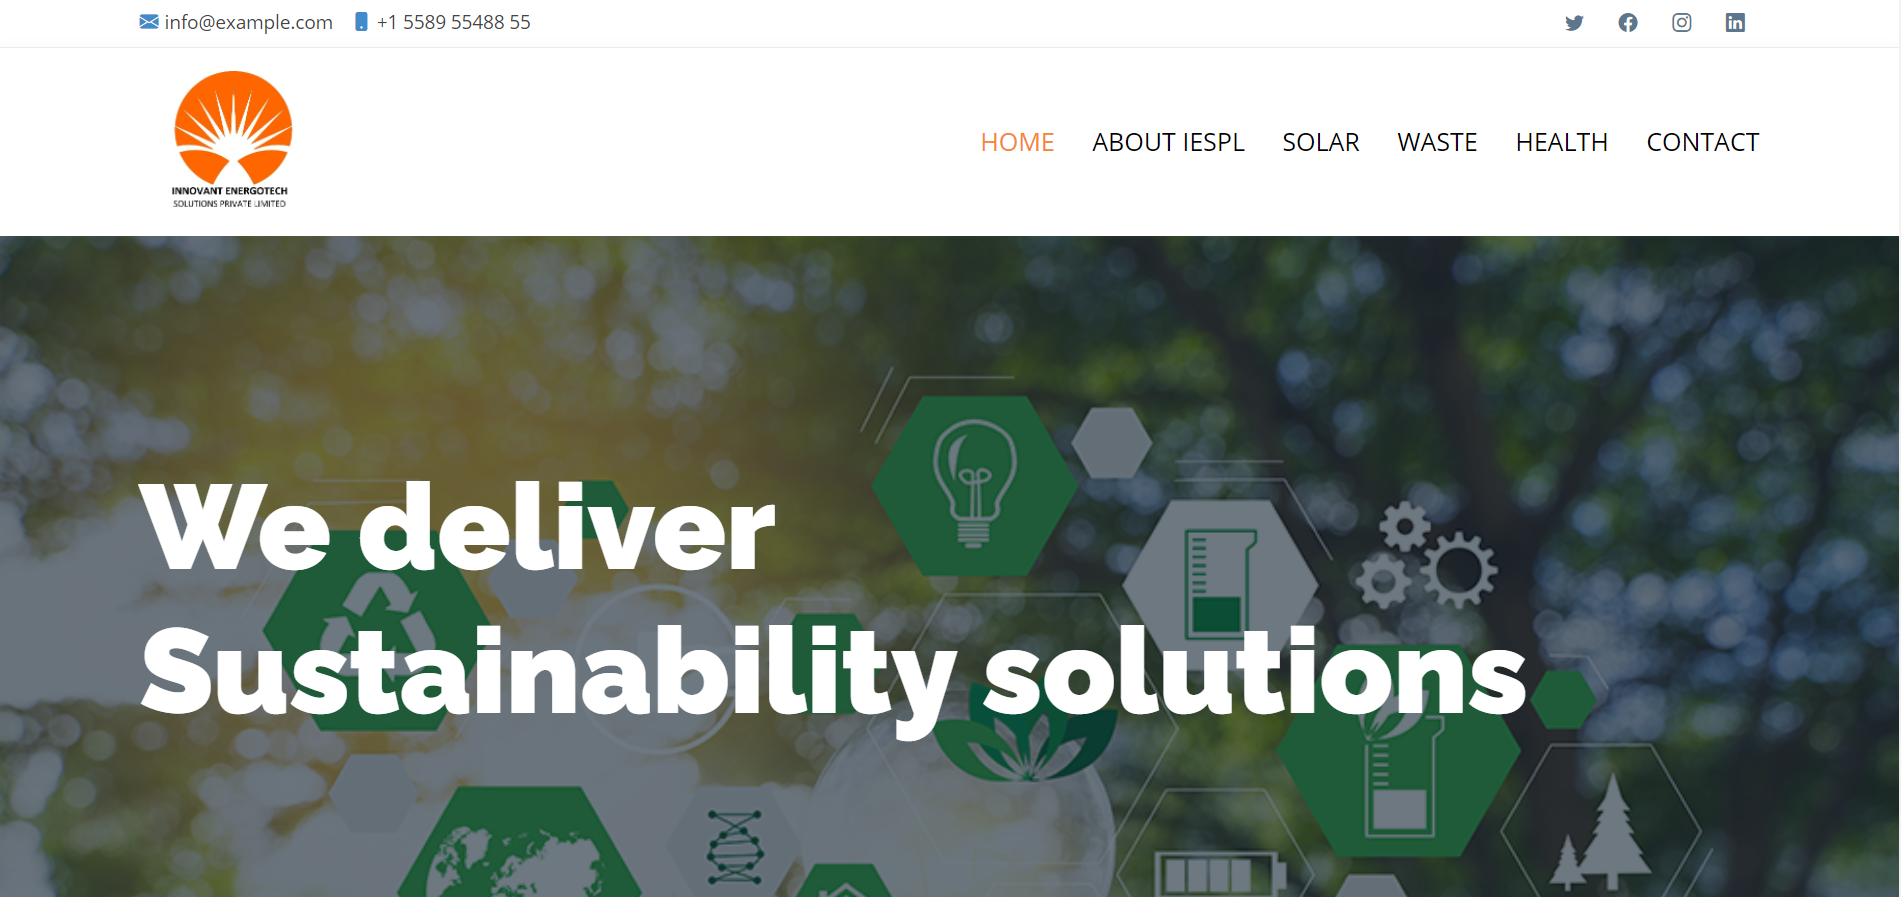 info@example.com +1 5589 55488 55
INNOVANT ENERGOTECH
SOLUTIONS PRIVATE LIMITED
HOME ABOUT IESPL SOLAR WASTE HEALTH CONTACT
We deliver
Sustainability solutions